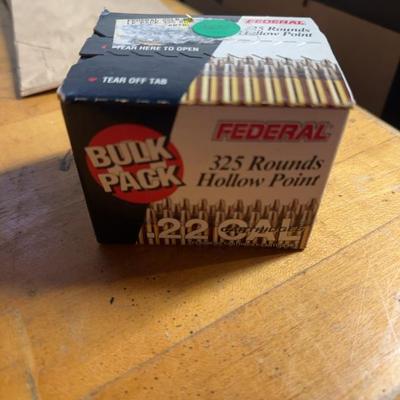 325 Rounds
Hollow Point
TEAR HERE TO OPEN
TEAR OFF TAB
FEDERAL
BULK
PACK
325 Rounds
Hollow Point
.22 CAL
CARTRIDGES